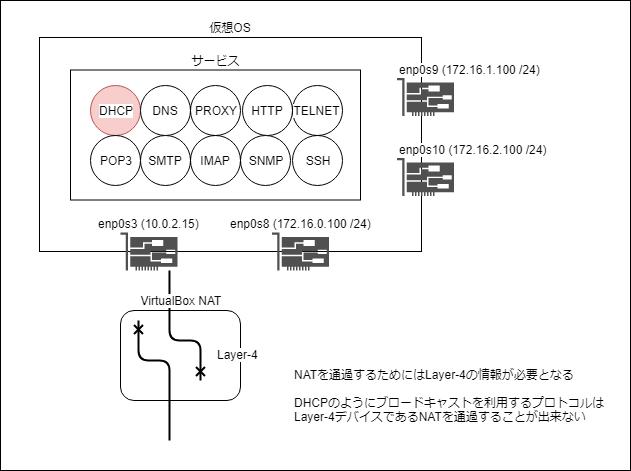 仮想OS
サービス
DHCP
DNS
PROXY
HTTP
TELNET
POP3
SMTP
IMAP
SNMP
SSH
enp0s9 (172.16.1.100 /24)
enp0s10 (172.16.2.100 /24)
enp0s3 (10.0.2.15)
enp0s8 (172.16.0.100 /24)
VirtualBox NAT
Layer-4
NATを通過するためにはLayer-4の情報が必要となる
DHCPのようにブロードキャストを利用するプロトコルは
Layer-4デバイスであるNATを通過することが出来ない